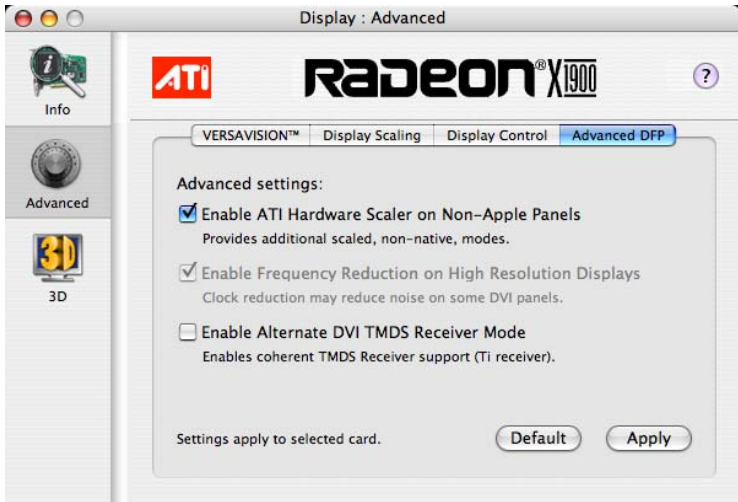 Display : Advanced
Info
Advanced
3D
3D
ATI
RADEON® X1900
?
VERSAVISION™ Display Scaling Display Control Advanced DFP
Advanced settings:
Enable ATI Hardware Scaler on Non-Apple Panels
Provides additional scaled, non-native, modes.
Enable Frequency Reduction on High Resolution Displays
Clock reduction may reduce noise on some DVI panels.
Enable Alternate DVI TMDS Receiver Mode
Enables coherent TMDS Receiver support (Ti receiver).
Settings apply to selected card. Default Apply